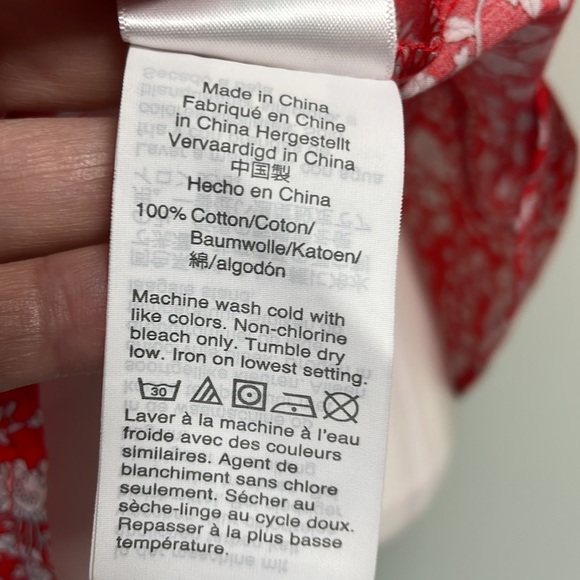 Made in China
Fabriqué en Chine
in China Hergestellt
Vervaardigd in China
中国製
Hecho en China
100% Cotton/Coton/
Baumwolle/Katoen/
綿/algodón
Machine wash cold with
like colors. Non-chlorine
bleach only. Tumble dry
low. Iron on lowest setting.
30
Laver à la machine à l'eau
froide avec des couleurs
similaires. Agent de
blanchiment sans chlore
seulement. Sécher au
sèche-linge au cycle doux.
Repasser à la plus basse
température.